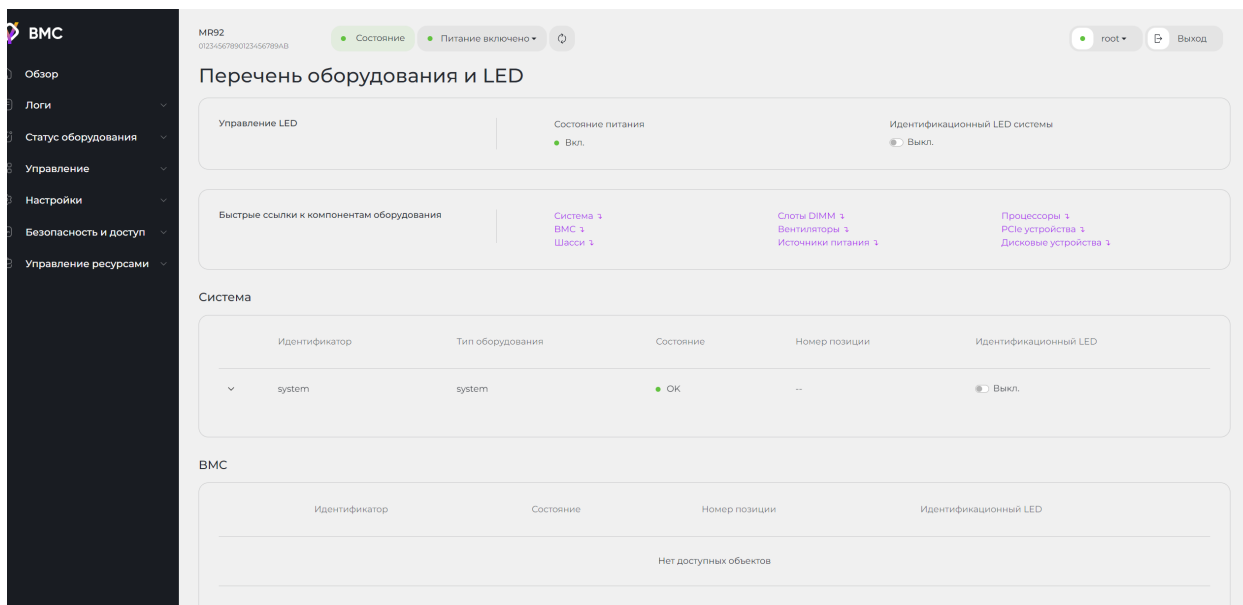 BMC
MR92
01234567890123456789AB
Состояние
Питание включено
root
Выход
Обзор
Логи
Статус оборудования
Управление
Настройки
Безопасность и доступ
Управление ресурсами
Перечень оборудования и LED
Управление LED
Состояние питания
Вкл.
Идентификационный LED системы
Выкл.
Быстрые ссылки к компонентам оборудования
Система
BMC
Шасси
Слоты DIMM
Вентиляторы
Источники питания
Процессоры
PCIe устройства
Дисковые устройства
Система
Идентификатор Тип оборудования Состояние Номер позиции Идентификационный LED
system system OK -- Выкл.
BMC
Идентификатор Состояние Номер позиции Идентификационный LED
Нет доступных объектов